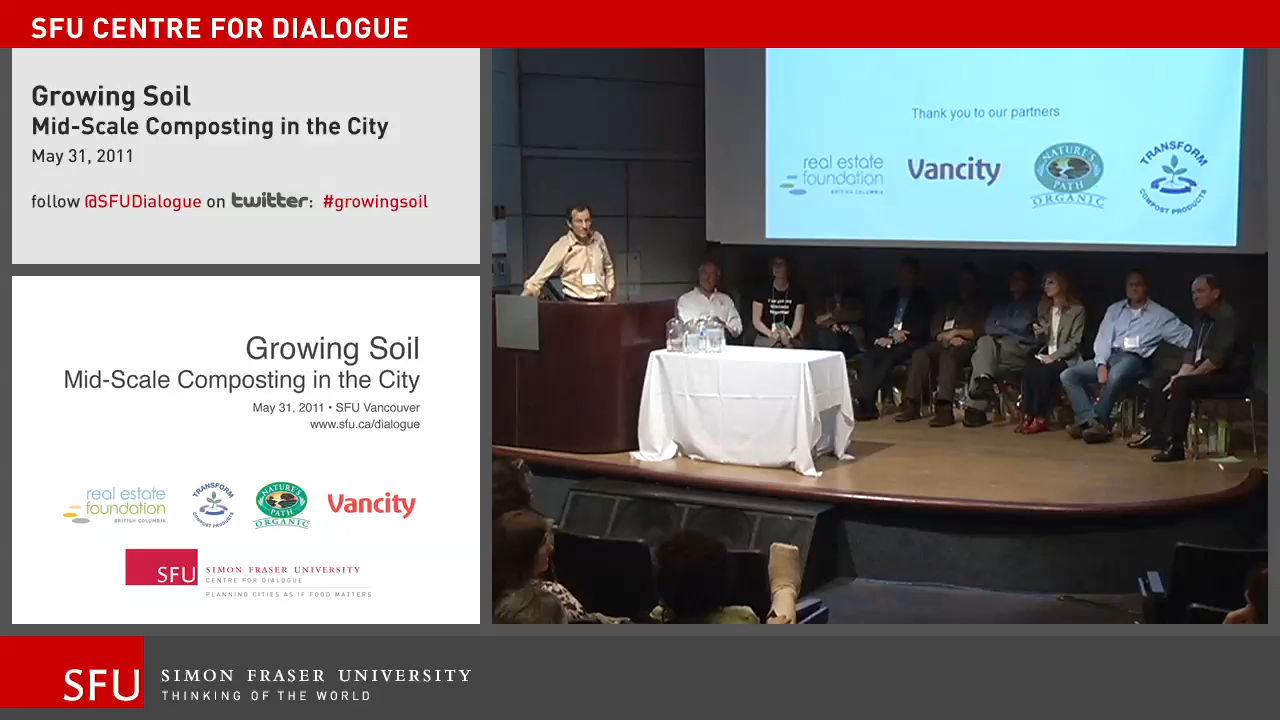 SFU CENTRE FOR DIALOGUE
Growing Soil
Mid-Scale Composting in the City
May 31, 2011
follow @SFUDialogue on twitter: #growingsoil
Growing Soil
Mid-Scale Composting in the City
May 31, 2011 • SFU Vancouver
www.sfu.ca/dialogue
real estate
foundation
BRITISH COLUMBIA
TRANSFORM
COMPOST PRODUCTS
NATURE'S
PATH
ORGANIC
Vancity
SFU
SIMON FRASER UNIVERSITY
CENTRE FOR DIALOGUE
PLANNING CITIES AS IF FOOD MATTERS
Thank you to our partners
real estate
foundation
BRITISH COLUMBIA
Vancity
NATURE'S
PATH
ORGANIC
TRANSFORM
COMPOST PRODUCTS
SFU
SIMON FRASER UNIVERSITY
THINKING OF THE WORLD